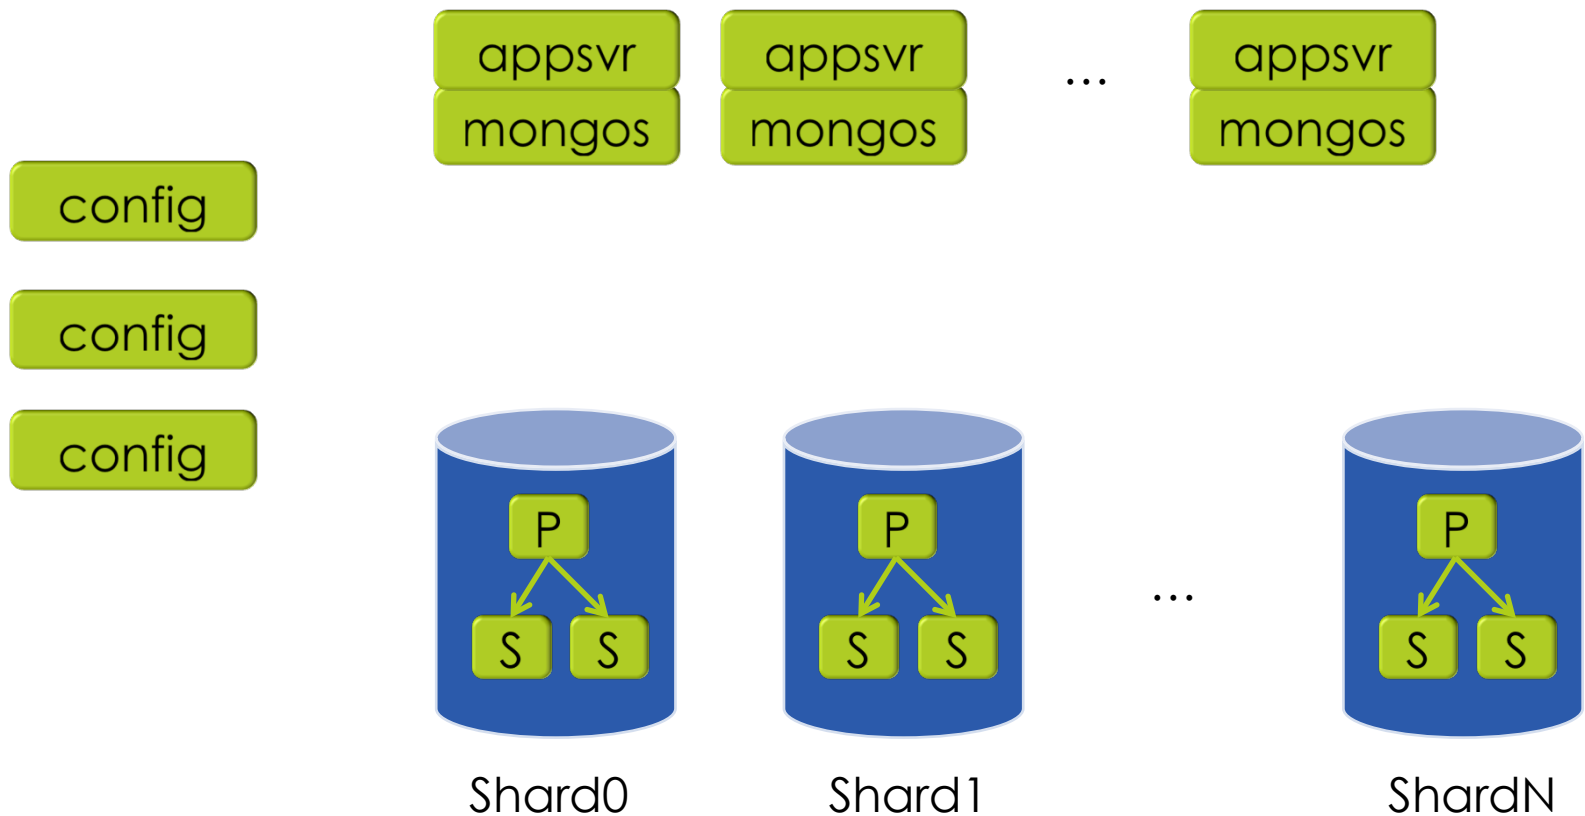 appsvr appsvr ... appsvr
mongos mongos mongos
config
config
config
P P P
...
S S S S S S
Shard0 Shard1 ShardN